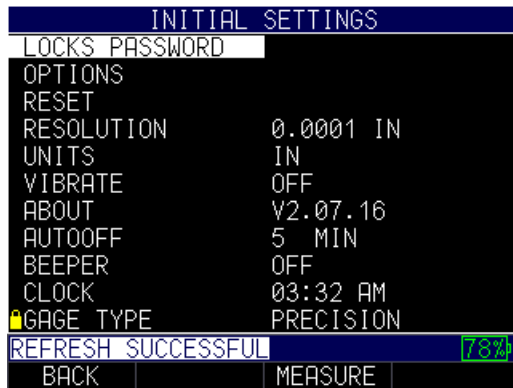 INITIAL SETTINGS
LOCKS PASSWORD
OPTIONS
RESET
RESOLUTION 0.0001 IN
UNITS IN
VIBRATE OFF
ABOUT V2.07.16
AUTOOFF 5 MIN
BEEPER OFF
CLOCK 03:32 AM
GAGE TYPE PRECISION
REFRESH SUCCESSFUL 78%
BACK MEASURE